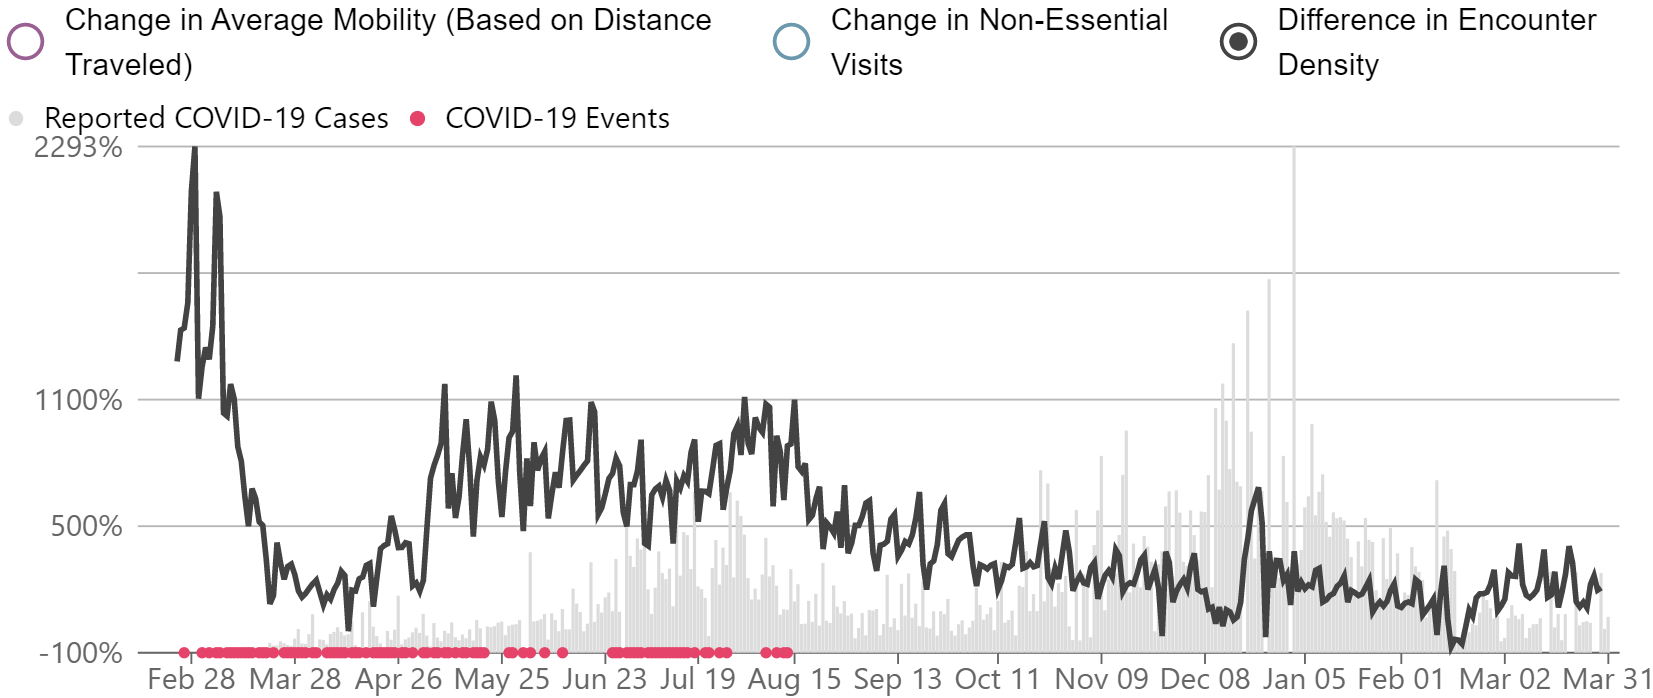 Change in Average Mobility (Based on Distance
Traveled)
Change in Non-Essential
Visits
Difference in Encounter
Density
Reported COVID-19 Cases
COVID-19 Events
2293%
1100%
500%
-100%
Feb 28 Mar 28 Apr 26 May 25 Jun 23 Jul 19 Aug 15 Sep 13 Oct 11 Nov 09 Dec 08 Jan 05 Feb 01 Mar 02 Mar 31